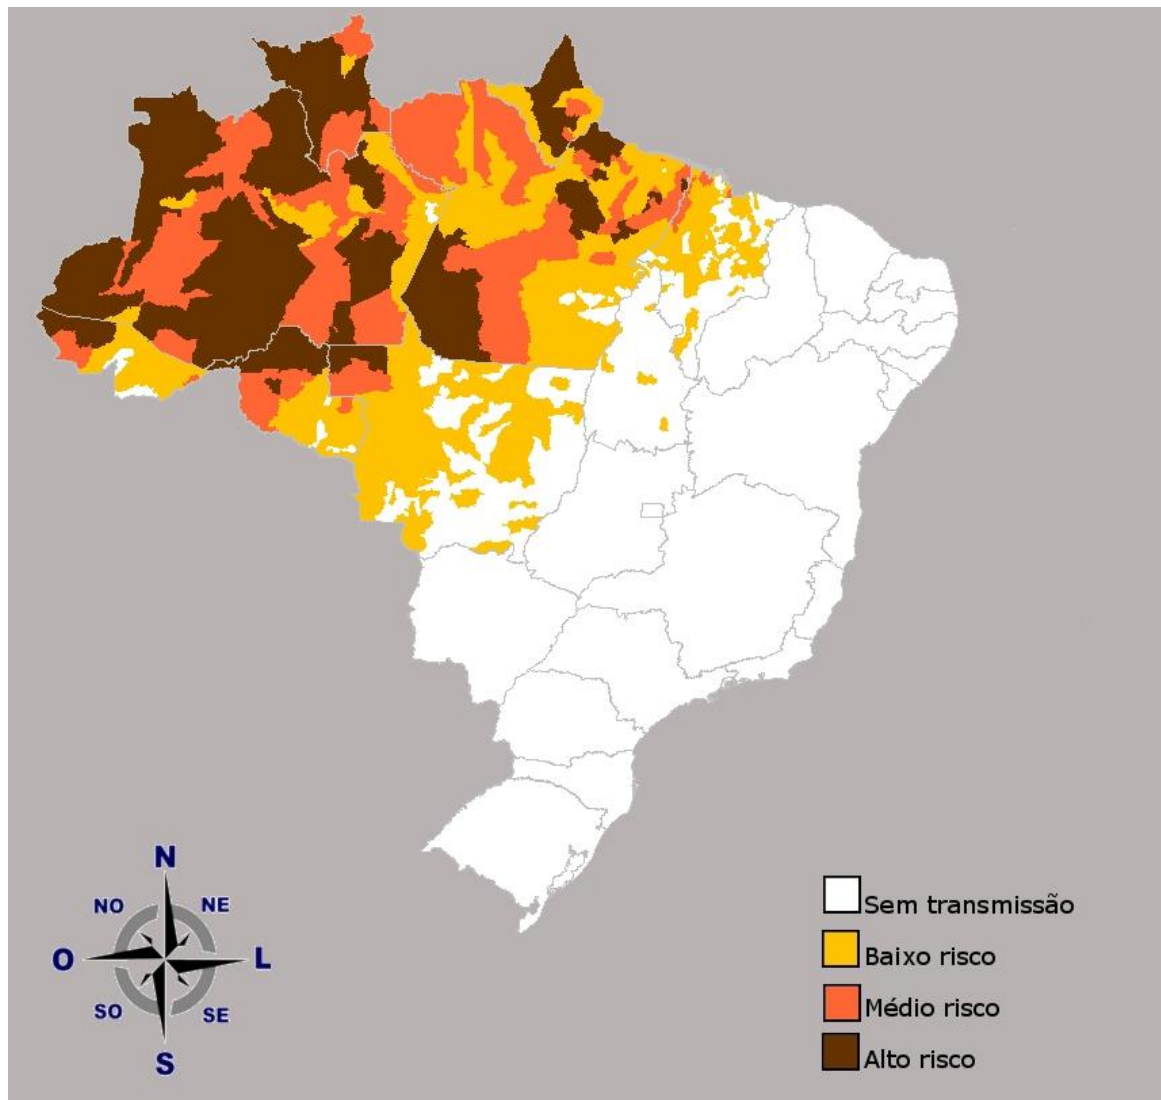 N
NO NE
O L
SO SE
S
Sem transmissão
Baixo risco
Médio risco
Alto risco